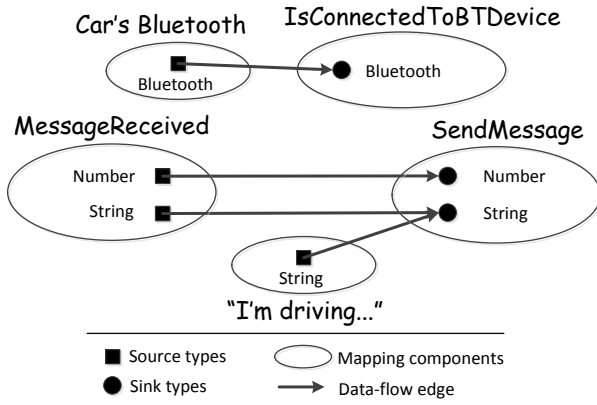 Car's Bluetooth
IsConnectedToBTDevice
Bluetooth
Bluetooth
MessageReceived
SendMessage
Number
Number
String
String
String
"I'm driving..."
Source types
Mapping components
Sink types
Data-flow edge